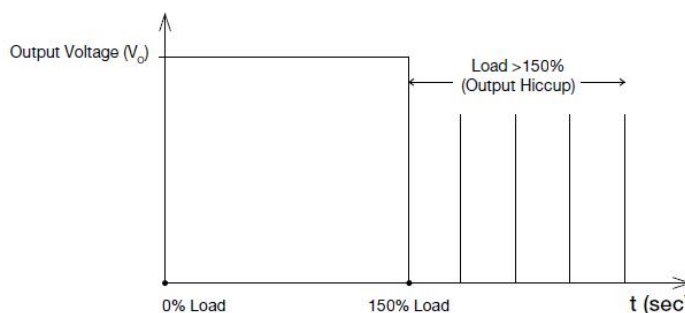 Output Voltage (Vₒ)
Load >150%
(Output Hiccup)
0% Load
150% Load
t (sec)